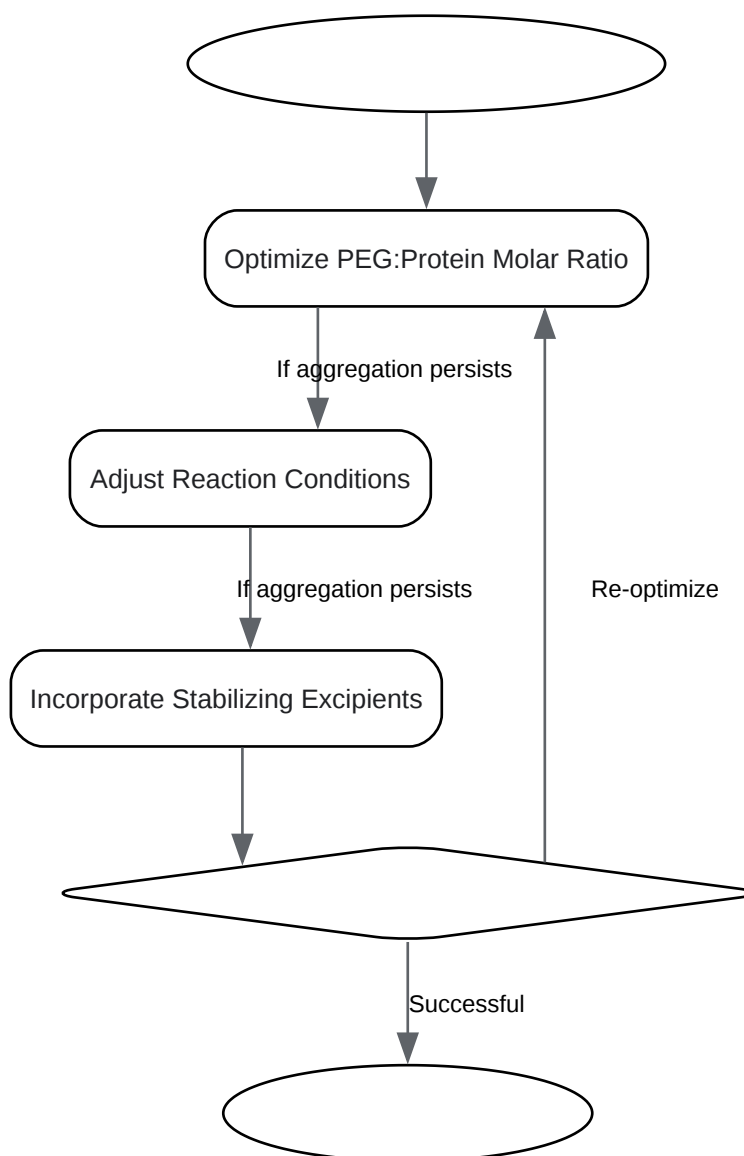 Optimize PEG:Protein Molar Ratio
If aggregation persists
Adjust Reaction Conditions
If aggregation persists
Re-optimize
Incorporate Stabilizing Excipients
Successful